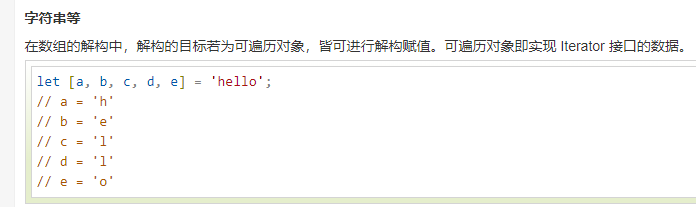 字符串等
在数组的解构中，解构的目标若为可遍历对象，皆可进行解构赋值。可遍历对象即实现 Iterator 接口的数据。
let [a, b, c, d, e] = 'hello';
// a = 'h'
// b = 'e'
// c = 'l'
// d = 'l'
// e = 'o'